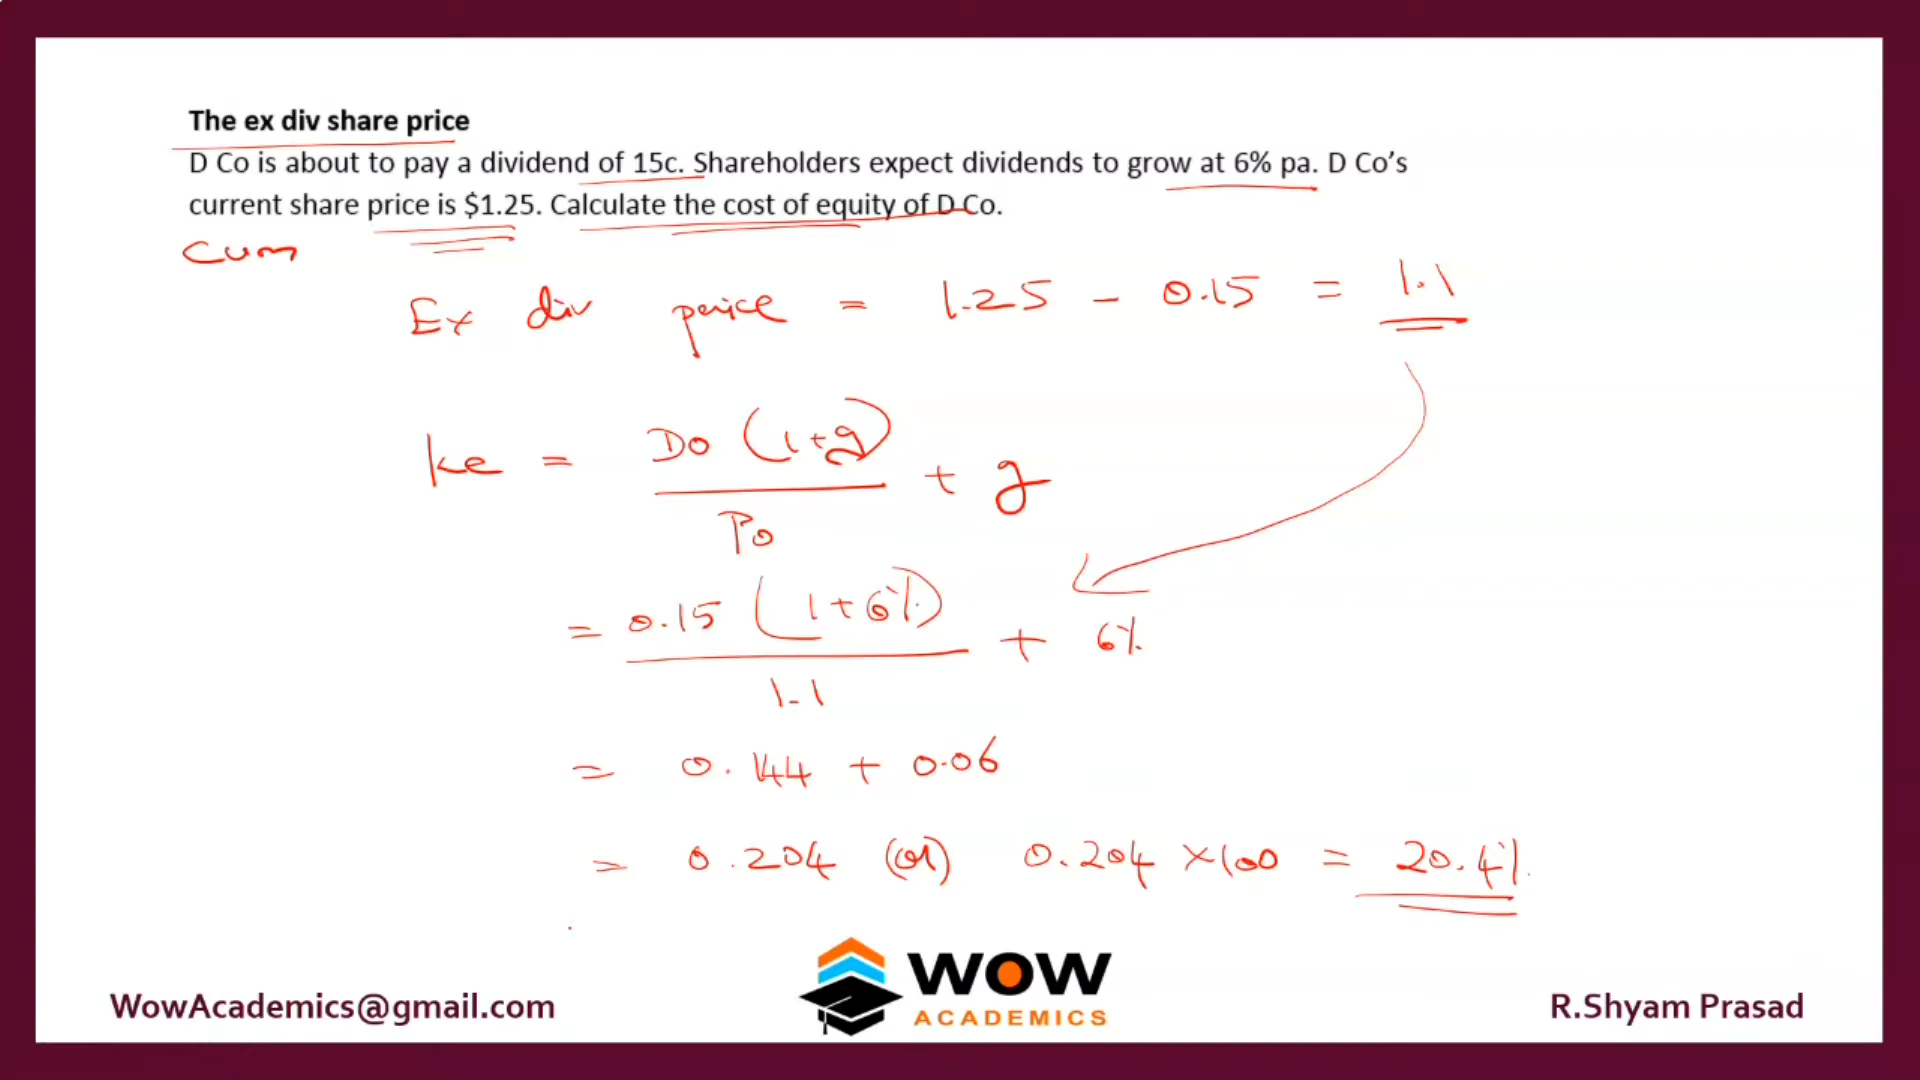 The ex div share price
D Co is about to pay a dividend of 15c. Shareholders expect dividends to grow at 6% pa. D Co’s
current share price is $1.25. Calculate the cost of equity of D Co.
Cum
Ex div price = 1.25 - 0.15 = 1.1
ke = Do (1+g) + g
Po
= 0.15 (1+6%) + 6%
1.1
= 0.144 + 0.06
= 0.204 (or) 0.204 ×100 = 20.4%
WOW
ACADEMICS
WowAcademics@gmail.com
R.Shyam Prasad